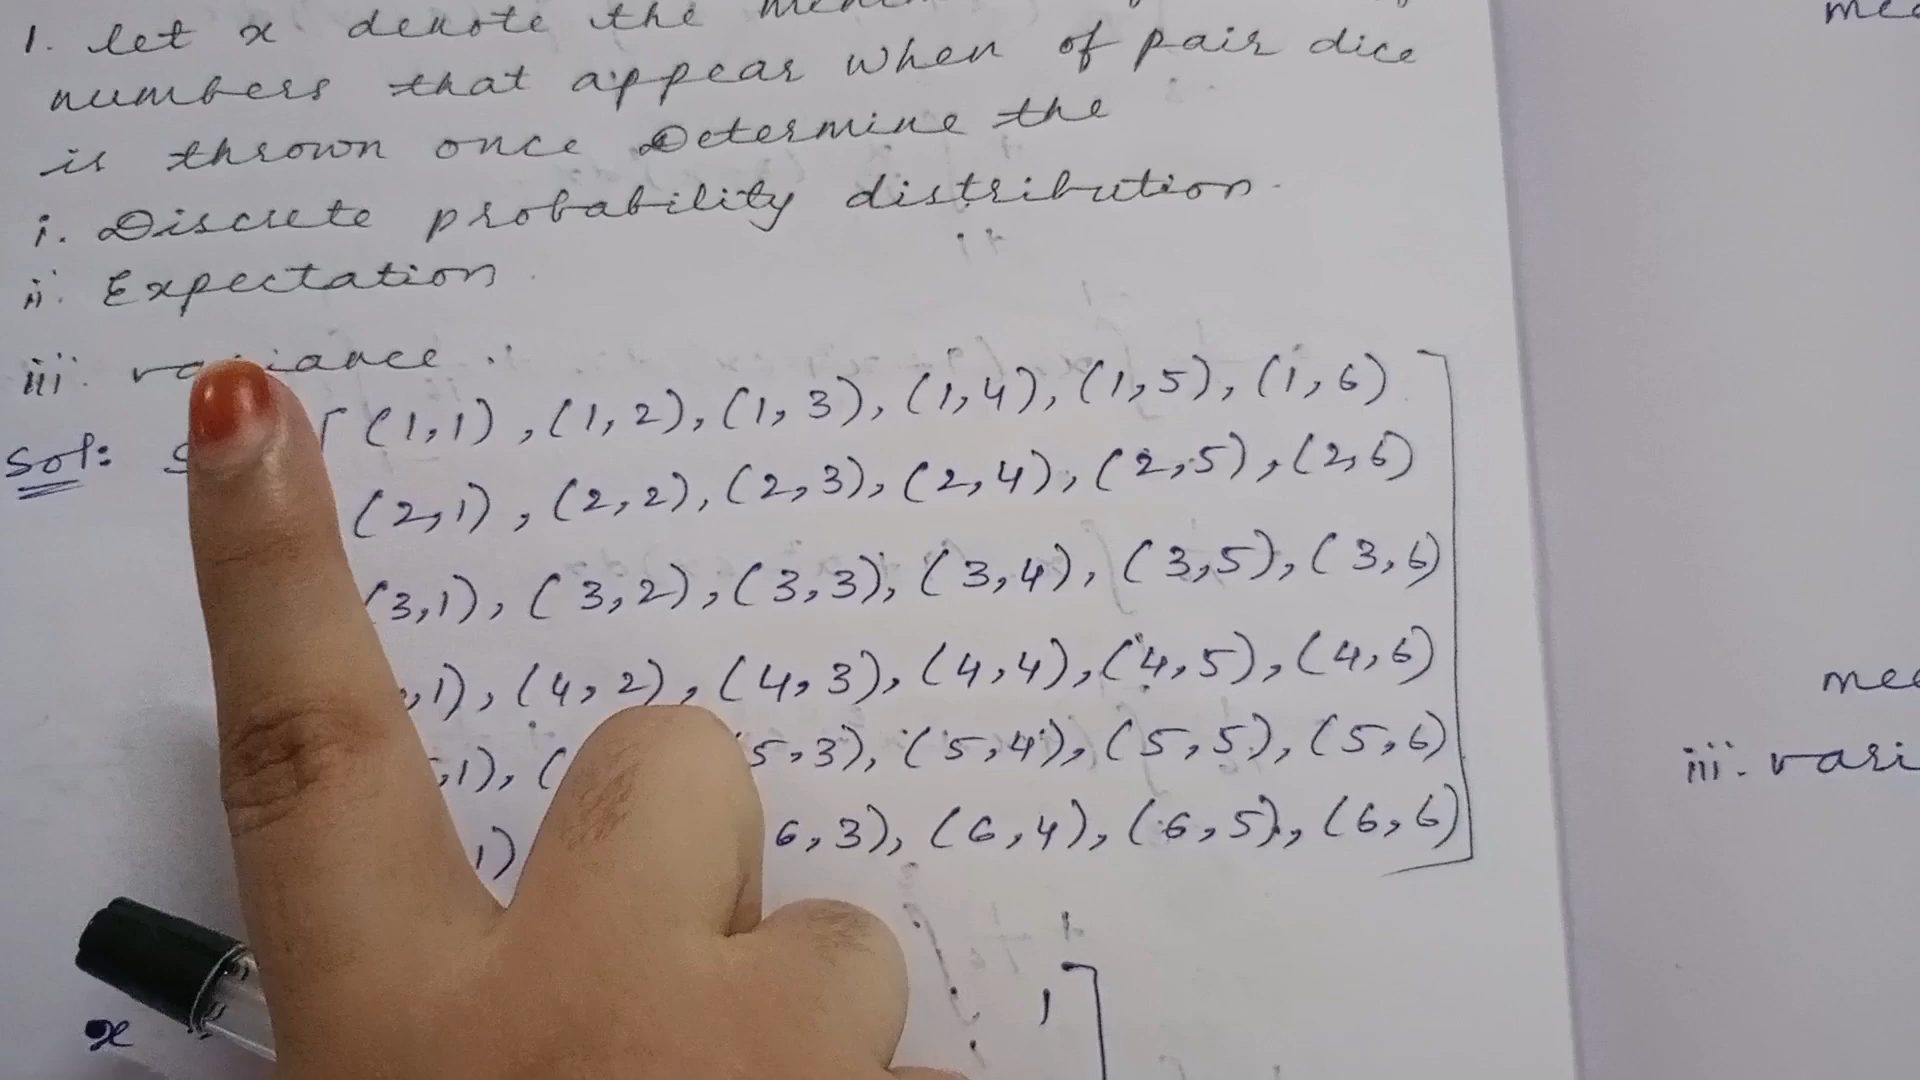 1. let x denote the
numbers that appear when of pair dice
is thrown once Determine the
i. Discrete probability distribution.
ii. Expectation.
iii. variance.
Sol: S [ (1,1), (1,2), (1,3), (1,4), (1,5), (1,6)
(2,1), (2,2), (2,3), (2,4), (2,5), (2,6)
(3,1), (3,2), (3,3), (3,4), (3,5), (3,6)
,1), (4,2), (4,3), (4,4), (4,5), (4,6)
,1), ( 5,3), (5,4), (5,5), (5,6)
1) 6,3), (6,4), (6,5), (6,6) ]
x
iii. vari